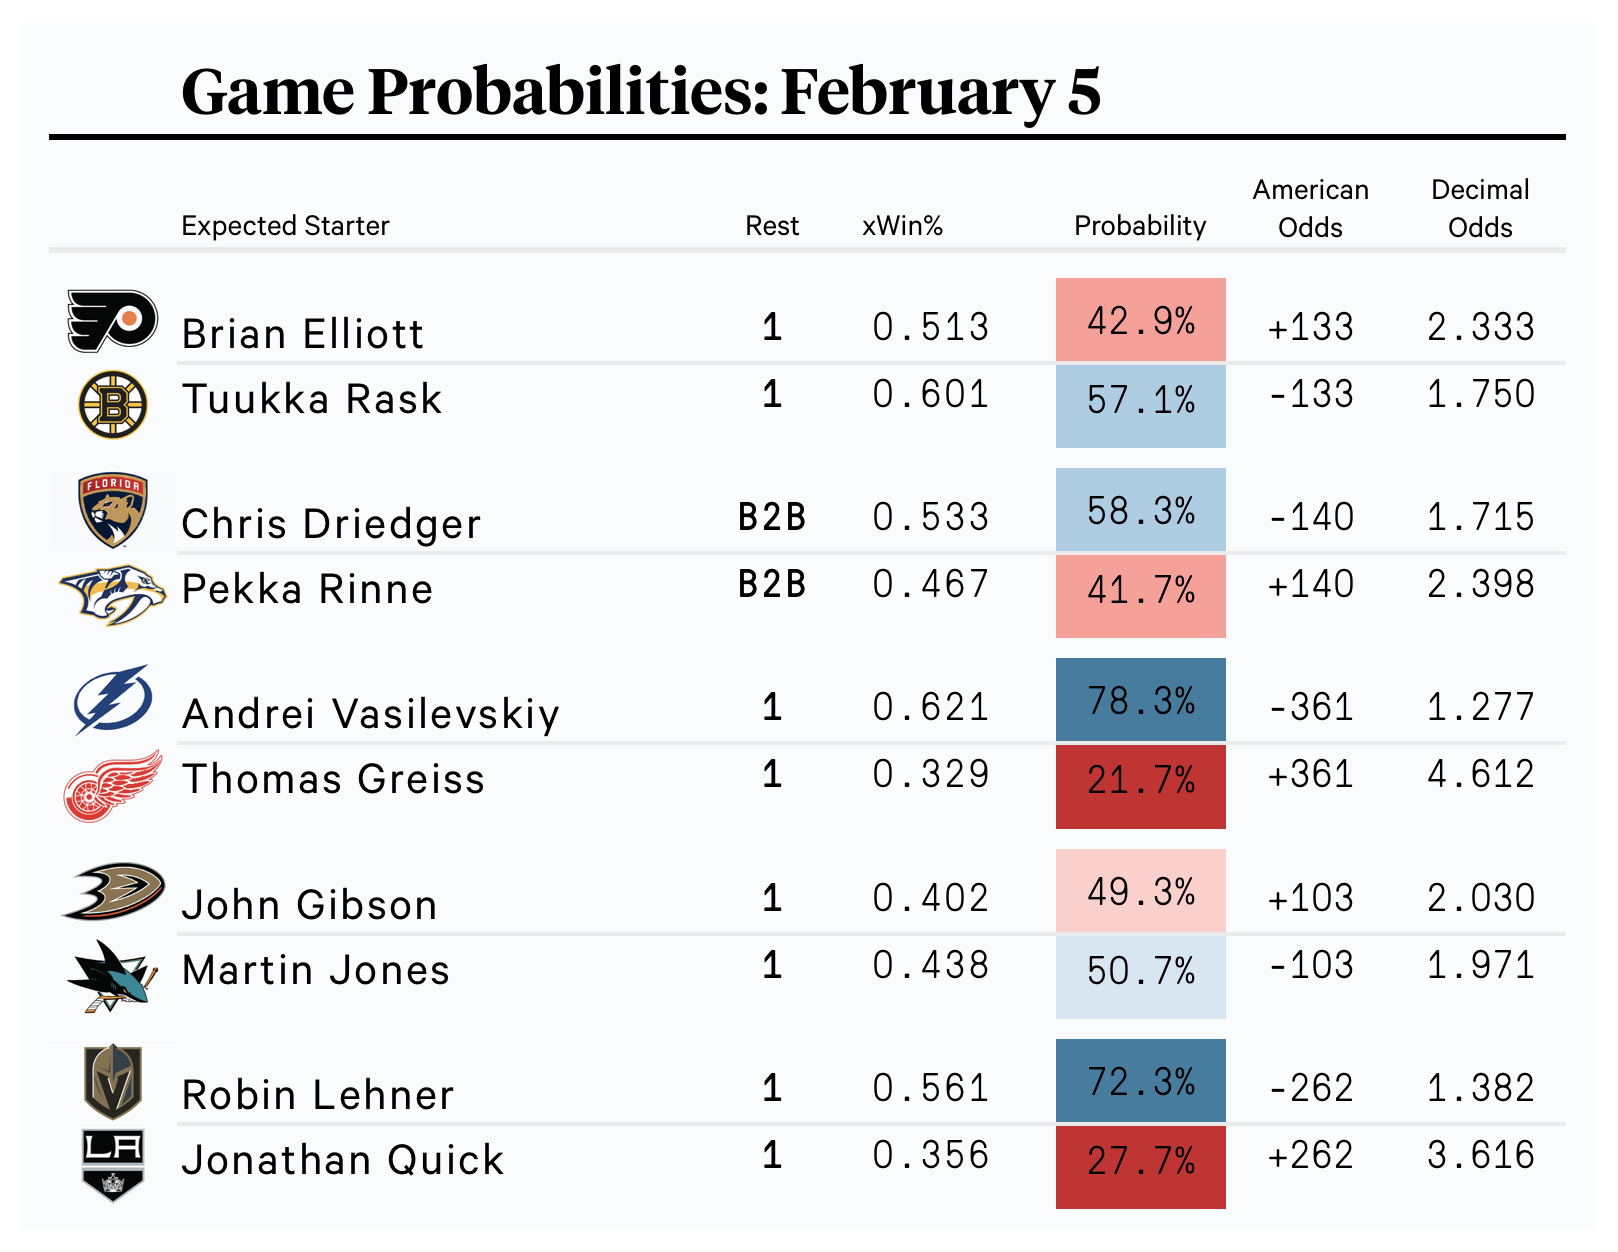 Game Probabilities: February 5
Expected Starter Rest xWin% Probability American Odds Decimal Odds
Brian Elliott 1 0.513 42.9% +133 2.333
B
Tuukka Rask 1 0.601 57.1% -133 1.750
FLORIDA
Chris Driedger B2B 0.533 58.3% -140 1.715
Pekka Rinne B2B 0.467 41.7% +140 2.398
Andrei Vasilevskiy 1 0.621 78.3% -361 1.277
Thomas Greiss 1 0.329 21.7% +361 4.612
John Gibson 1 0.402 49.3% +103 2.030
Martin Jones 1 0.438 50.7% -103 1.971
Robin Lehner 1 0.561 72.3% -262 1.382
LA
Jonathan Quick 1 0.356 27.7% +262 3.616